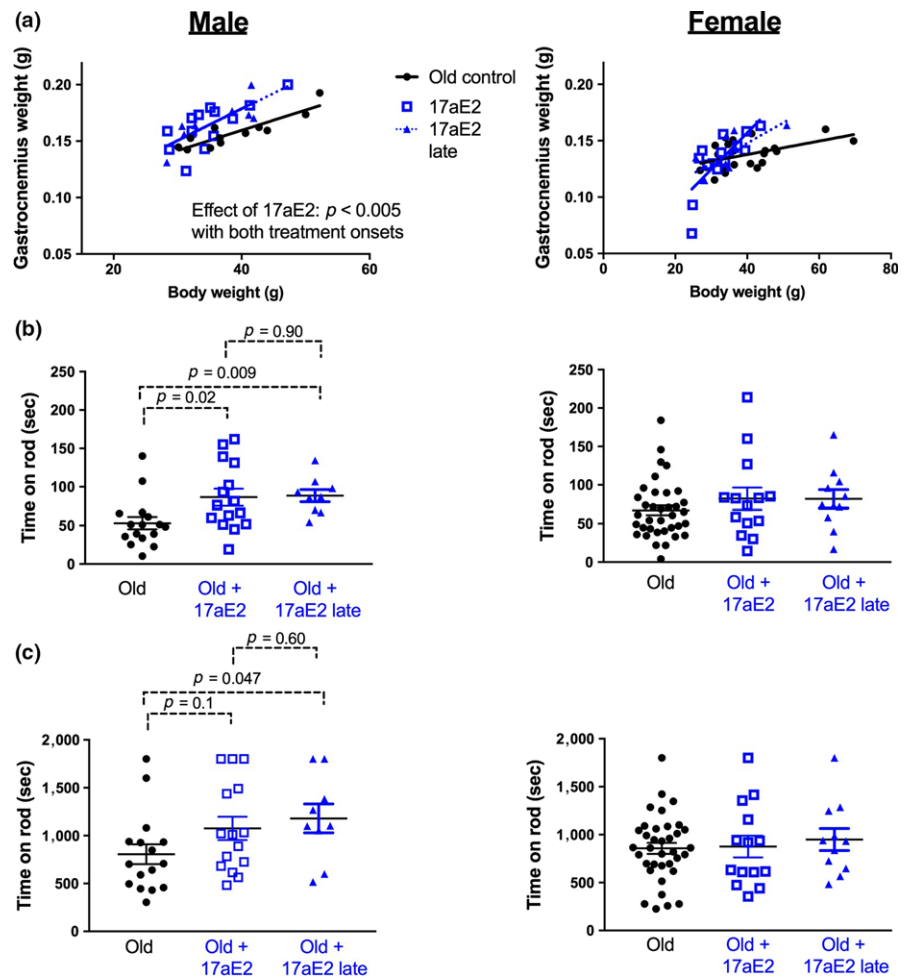 (a)
Male
Female
Gastrocnemius weight (g)
0.20
0.15
0.10
0.05
20
40
60
Body weight (g)
Effect of 17aE2: p < 0.005
with both treatment onsets
Old control
17aE2
17aE2
late
Gastrocnemius weight (g)
0.20
0.15
0.10
0.05
0
20
40
60
80
Body weight (g)
(b)
p = 0.90
p = 0.009
p = 0.02
Time on rod (sec)
250
200
150
100
50
0
Old
Old +
17aE2
Old +
17aE2 late
Time on rod (sec)
250
200
150
100
50
0
Old
Old +
17aE2
Old +
17aE2 late
(c)
p = 0.60
p = 0.047
p = 0.1
Time on rod (sec)
2,000
1,500
1,000
500
0
Old
Old +
17aE2
Old +
17aE2 late
Time on rod (sec)
2,000
1,500
1,000
500
0
Old
Old +
17aE2
Old +
17aE2 late